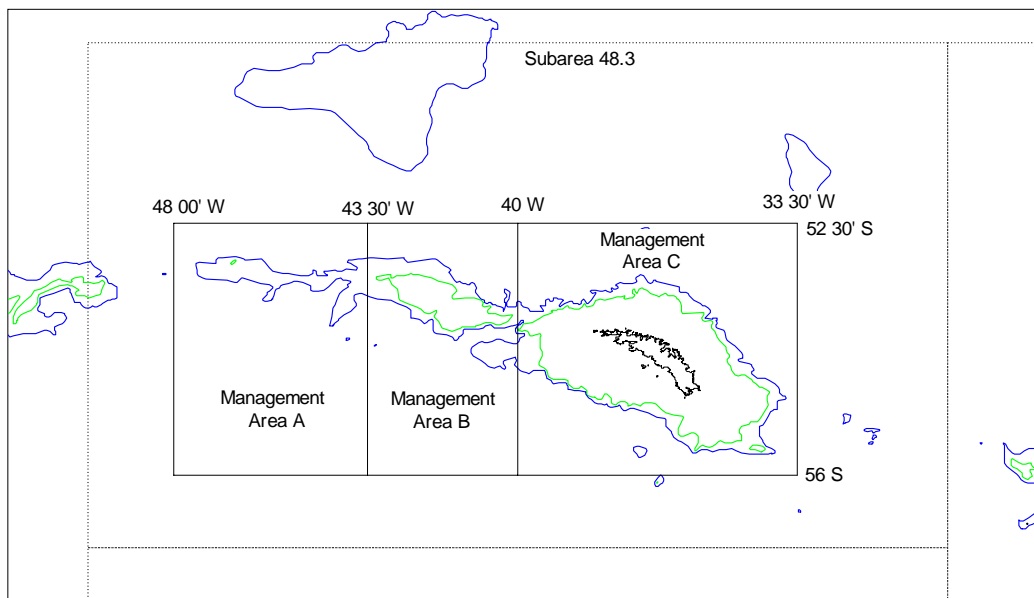 Subarea 48.3
48 00' W
43 30' W
40 W
33 30' W
52 30' S
Management
Area C
Management
Area A
Management
Area B
56 S